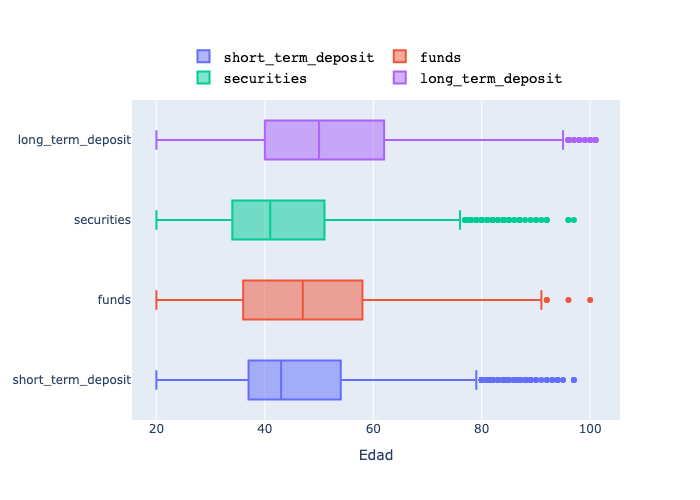 short_term_deposit funds
securities long_term_deposit
long_term_deposit
securities
funds
short_term_deposit
20 40 60 80 100
Edad